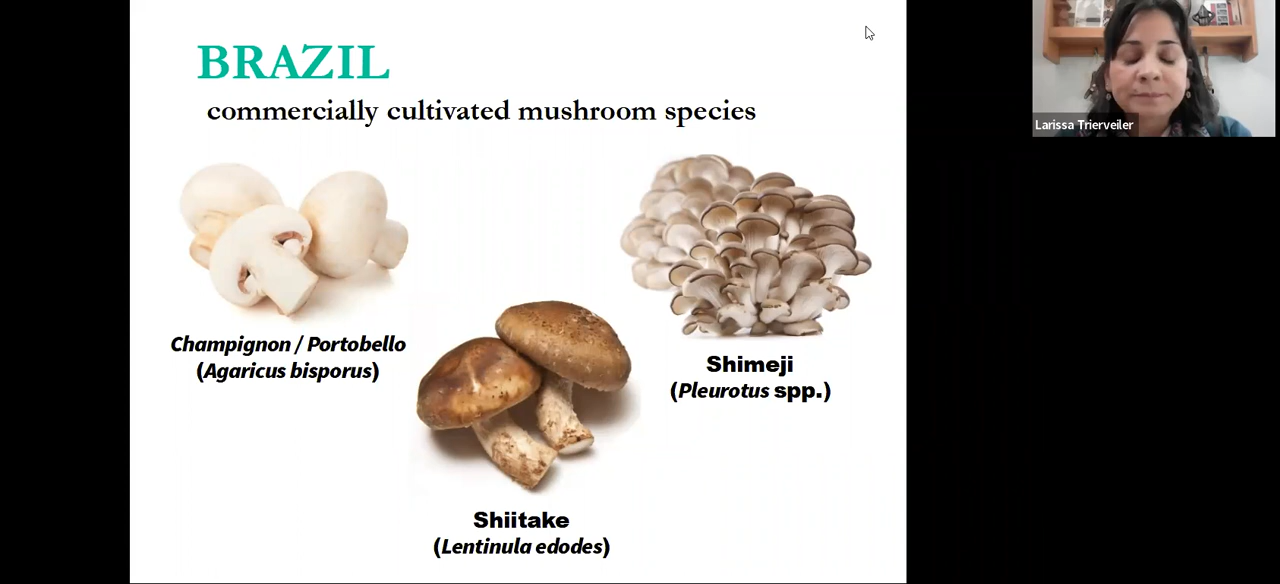 BRAZIL
commercially cultivated mushroom species
Larissa Trierveiler
Champignon / Portobello
(Agaricus bisporus)
Shimeji
(Pleurotus spp.)
Shiitake
(Lentinula edodes)